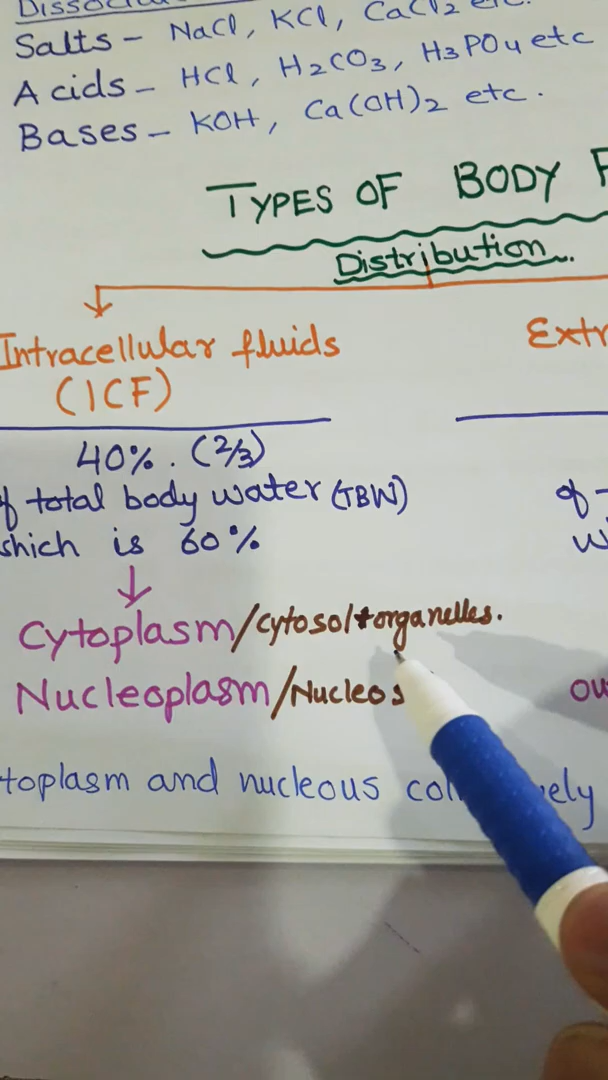 Salts – NaCl, KCl, CaCl2 etc.
Acids – HCl, H2CO3, H3PO4 etc
Bases – KOH, Ca(OH)2 etc.
TYPES OF BODY
Distribution
Intracellular fluids
(ICF)
40%. (2/3)
of total body water (TBW)
which is 60%
Cytoplasm/Cytosol+organelles.
Nucleoplasm/Nucleos
and nucleous